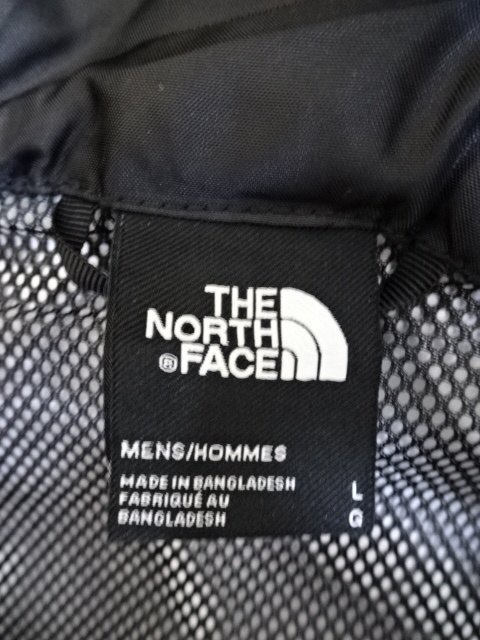 THE
NORTH
®FACE
MENS/HOMMES
MADE IN BANGLADESH
FABRIQUÉ AU
BANGLADESH
L
G